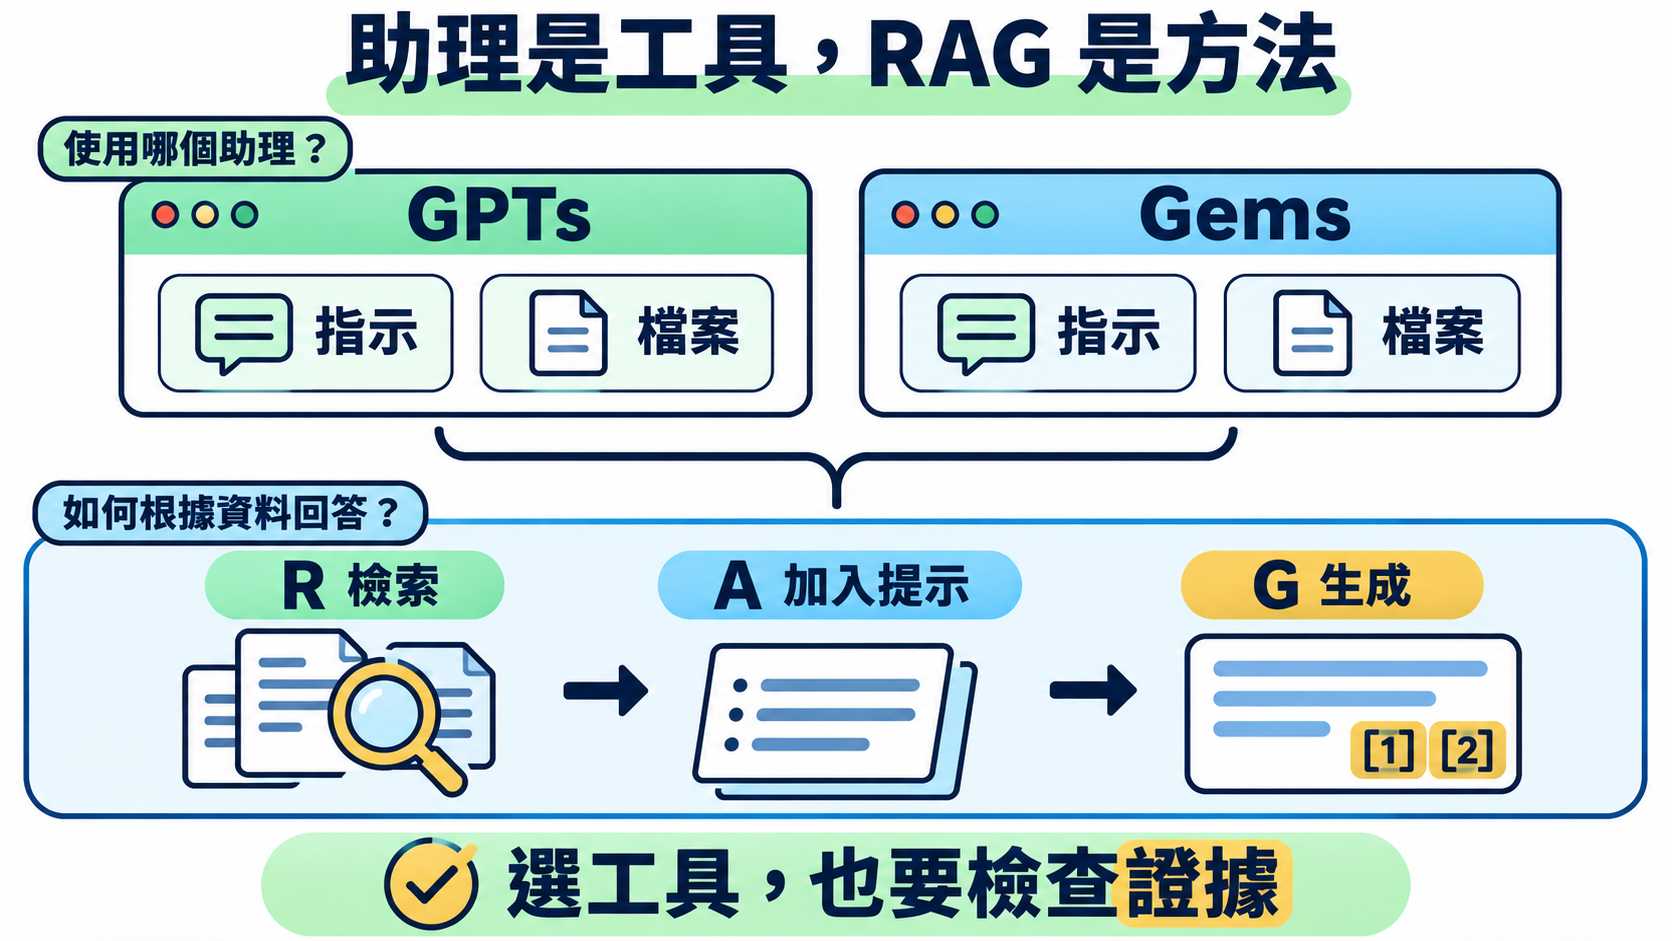 助理是工具，RAG 是方法
使用哪個助理？
GPTs
指示
檔案
Gems
指示
檔案
如何根據資料回答？
R 檢索
A 加入提示
G 生成
[1] [2]
選工具，也要檢查證據